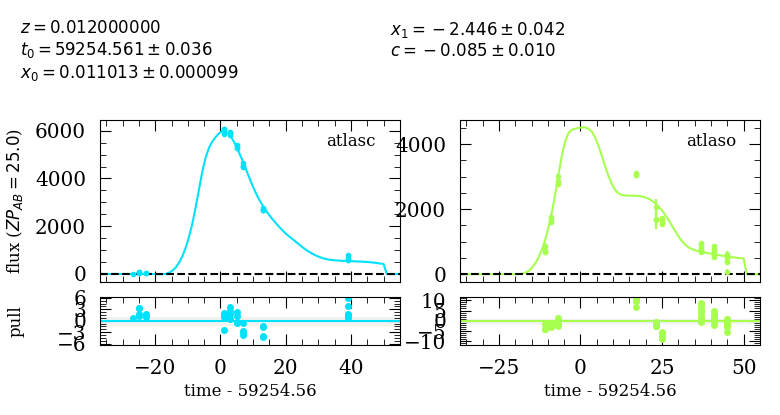 z = 0.012000000
t₀ = 59254.561 ± 0.036
x₀ = 0.011013 ± 0.000099
x₁ = −2.446 ± 0.042
c = −0.085 ± 0.010
flux (ZP_AB = 25.0)
6000
4000
2000
0
atlasc
4000
2000
0
atlaso
pull
6
3
0
−3
−6
10
5
0
−5
−10
−20 0 20 40
−25 0 25 50
time - 59254.56
time - 59254.56